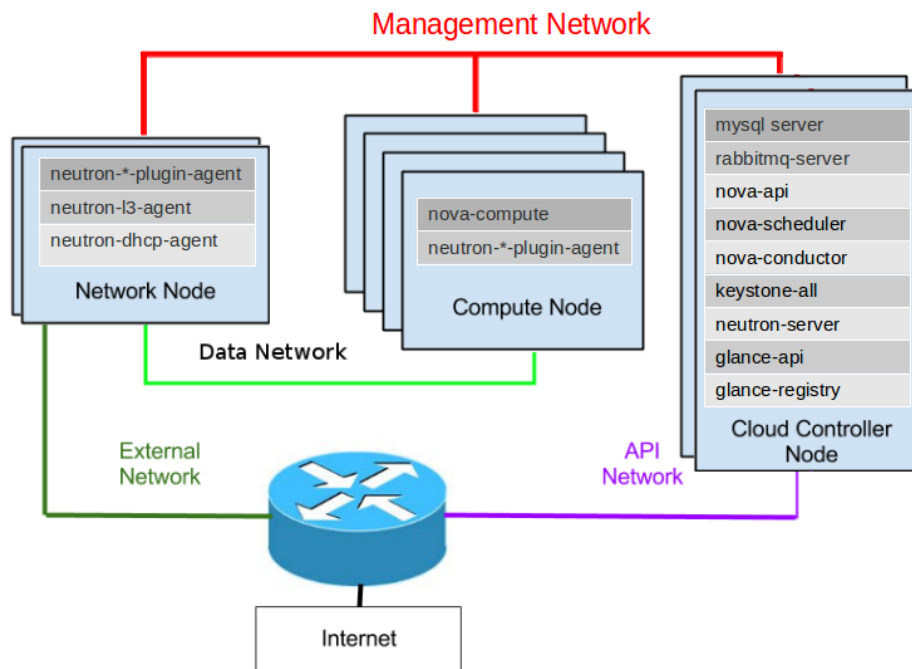 Management Network
neutron-*-plugin-agent
neutron-l3-agent
neutron-dhcp-agent
Network Node
nova-compute
neutron-*-plugin-agent
Compute Node
mysql server
rabbitmq-server
nova-api
nova-scheduler
nova-conductor
keystone-all
neutron-server
glance-api
glance-registry
Cloud Controller
Node
Data Network
External
Network
API
Network
Internet